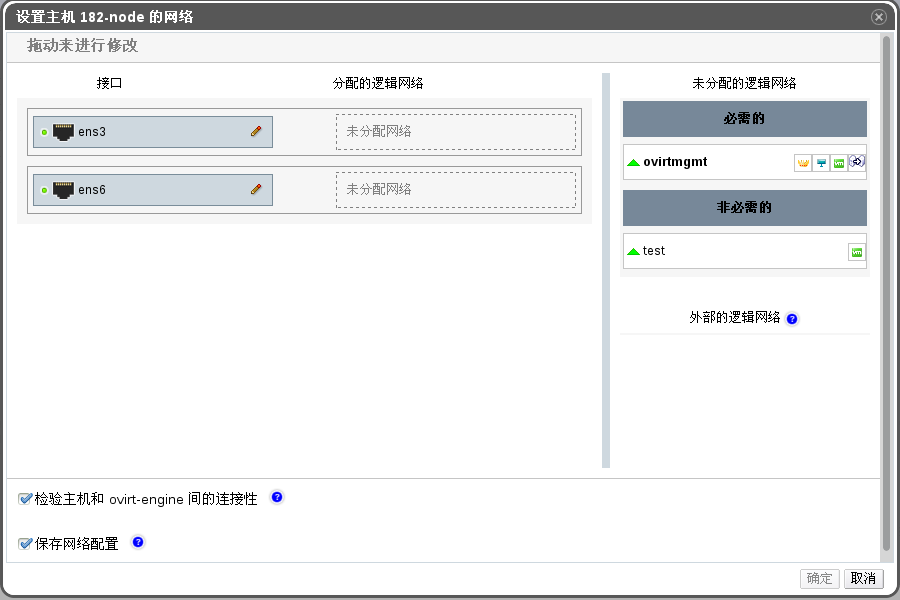 设置主机 182-node 的网络
拖动未进行修改
接口
分配的逻辑网络
未分配的逻辑网络
ens3
未分配网络
ens6
未分配网络
必需的
ovirtmgmt
非必需的
test
外部的逻辑网络
检验主机和 ovirt-engine 间的连接性
保存网络配置
确定
取消